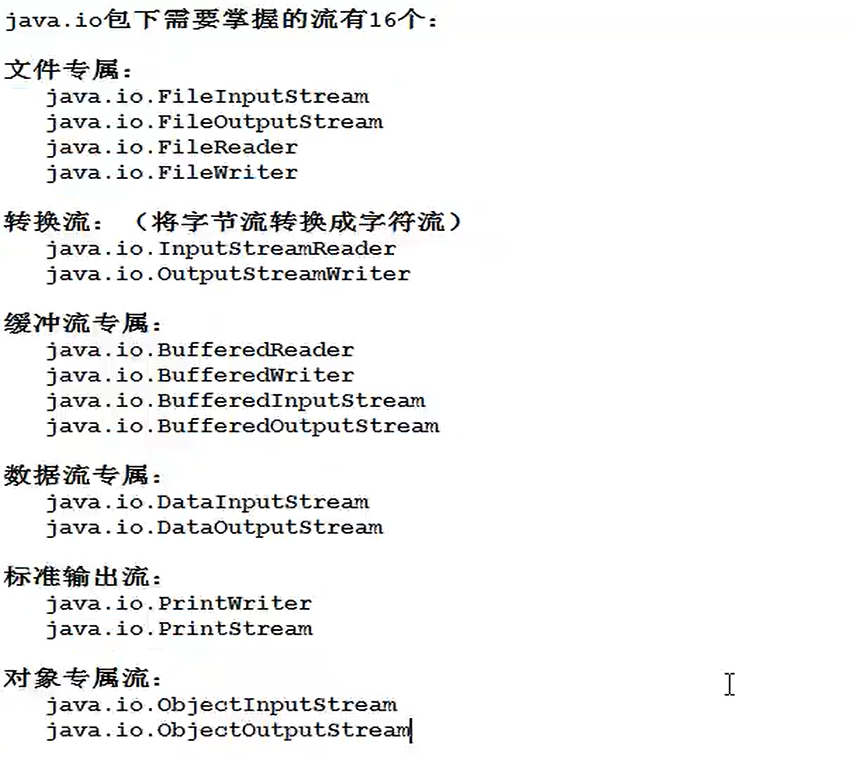 java.io包下需要掌握的流有16个：
文件专属：
java.io.FileInputStream
java.io.FileOutputStream
java.io.FileReader
java.io.FileWriter
转换流：（将字节流转换成字符流）
java.io.InputStreamReader
java.io.OutputStreamWriter
缓冲流专属：
java.io.BufferedReader
java.io.BufferedWriter
java.io.BufferedInputStream
java.io.BufferedOutputStream
数据流专属：
java.io.DataInputStream
java.io.DataOutputStream
标准输出流：
java.io.PrintWriter
java.io.PrintStream
对象专属流：
java.io.ObjectInputStream
java.io.ObjectOutputStream